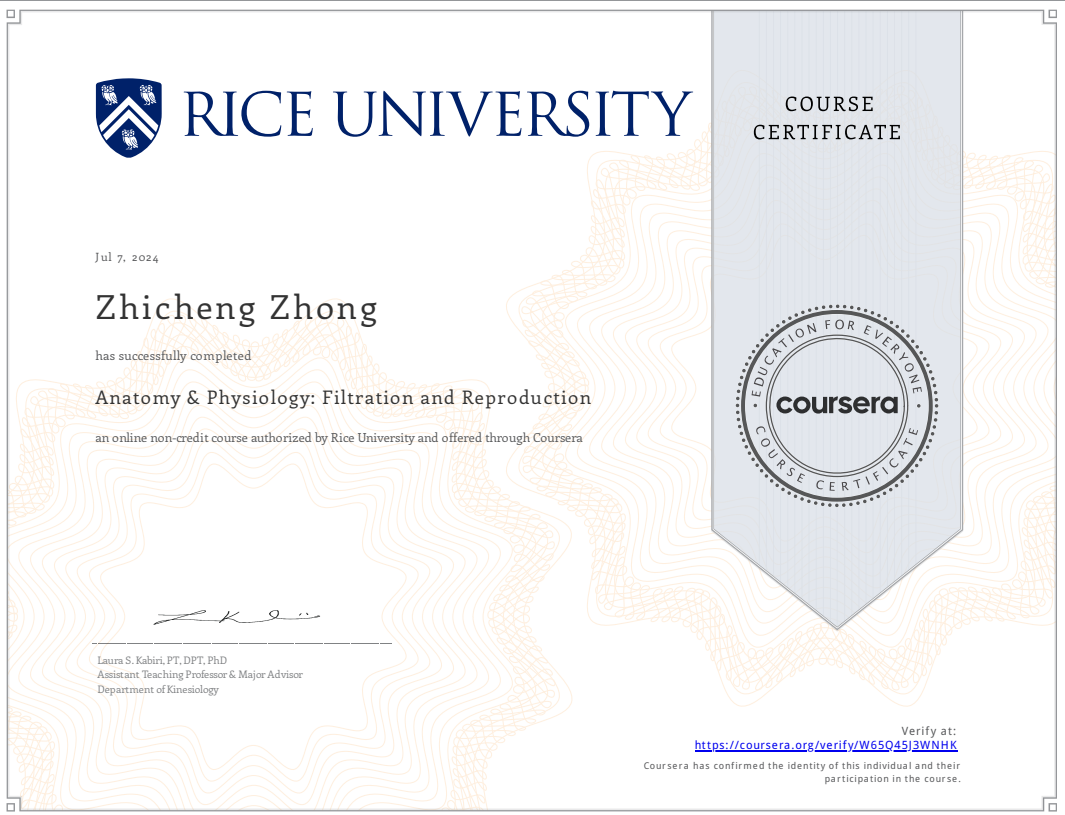 RICE UNIVERSITY
COURSE
CERTIFICATE
Jul 7, 2024
Zhicheng Zhong
has successfully completed
Anatomy & Physiology: Filtration and Reproduction
an online non-credit course authorized by Rice University and offered through Coursera
EDUCATION FOR EVERYONE
coursera
COURSE CERTIFICATE
Laura S. Kabiri, PT, DPT, PhD
Assistant Teaching Professor & Major Advisor
Department of Kinesiology
Verify at:
https://coursera.org/verify/W65Q45J3WNHK
Coursera has confirmed the identity of this individual and their
participation in the course.